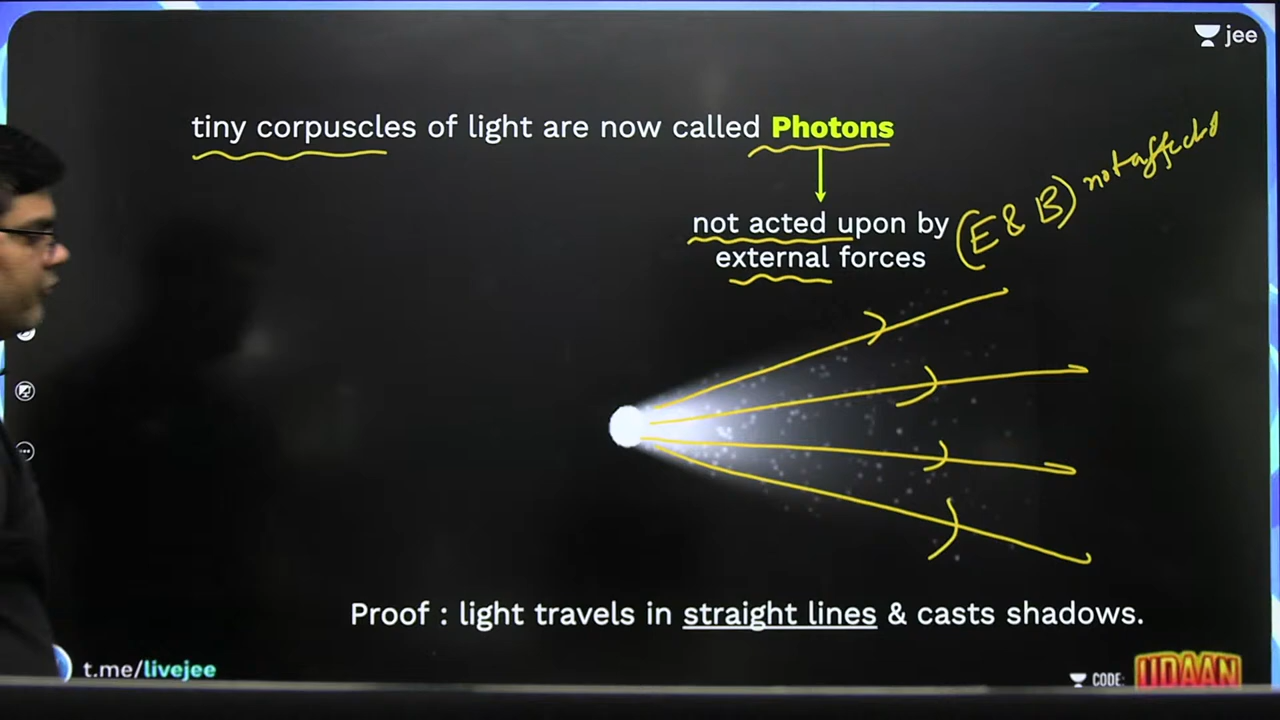 jee
tiny corpuscles of light are now called Photons
not acted upon by (E & B) not affected
external forces
Proof : light travels in straight lines & casts shadows.
t.me/livejee
CODE: UDAAN